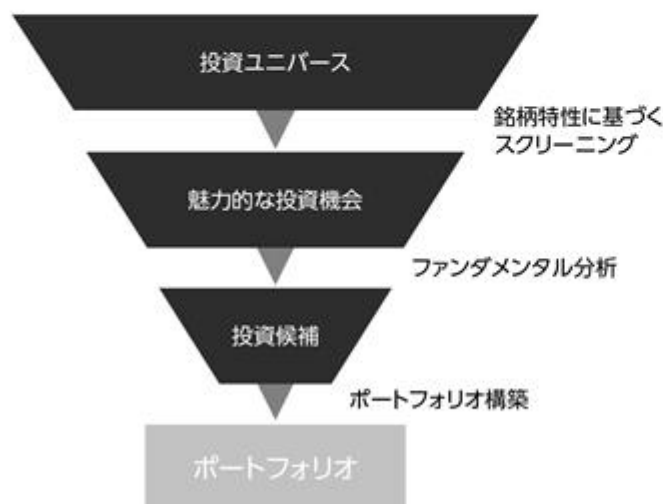 投資ユニバース
銘柄特性に基づく
スクリーニング
魅力的な投資機会
ファンダメンタル分析
投資候補
ポートフォリオ構築
ポートフォリオ